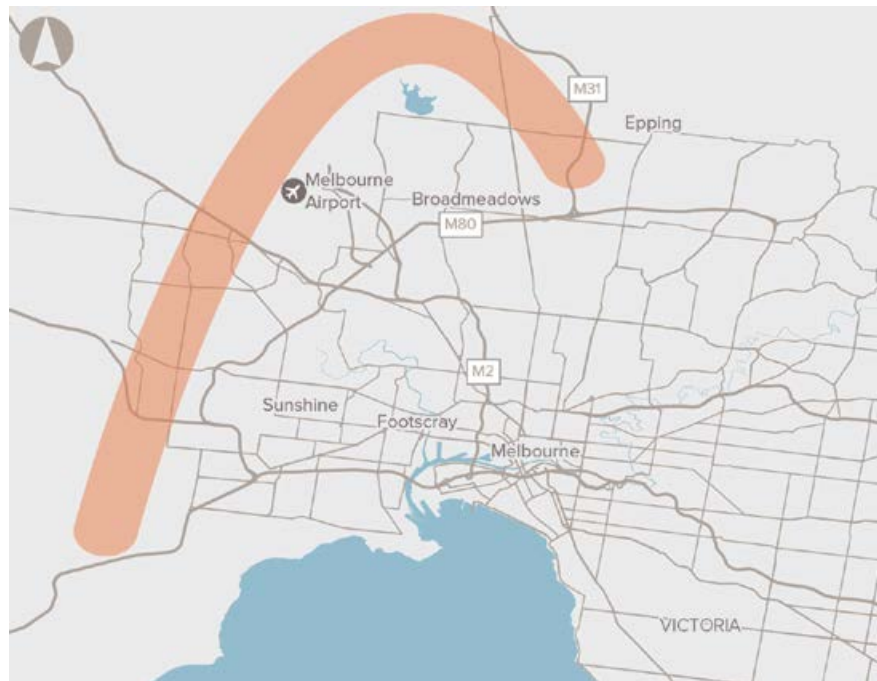 M31
Epping
Melbourne
Airport
Broadmeadows
M80
M2
Sunshine
Footscray
Melbourne
VICTORIA